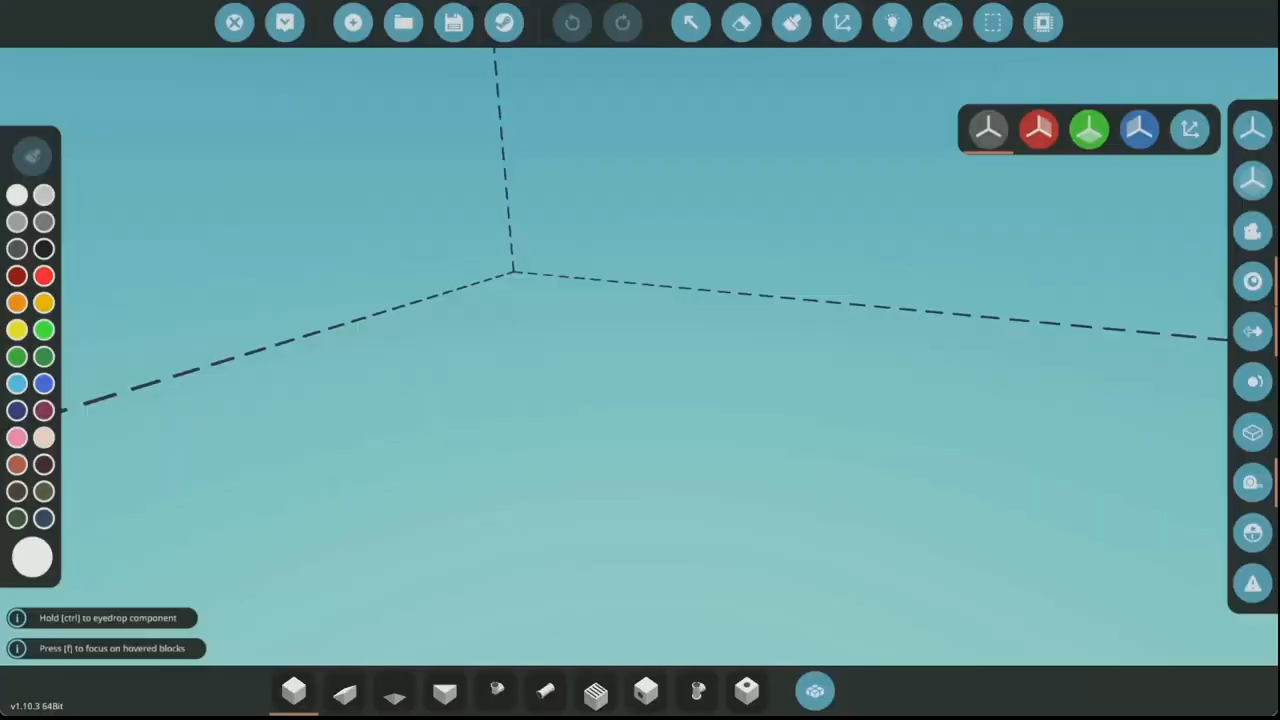 Hold [ctrl] to eyedrop component
Press [f] to focus on hovered blocks
v1.10.3 64Bit